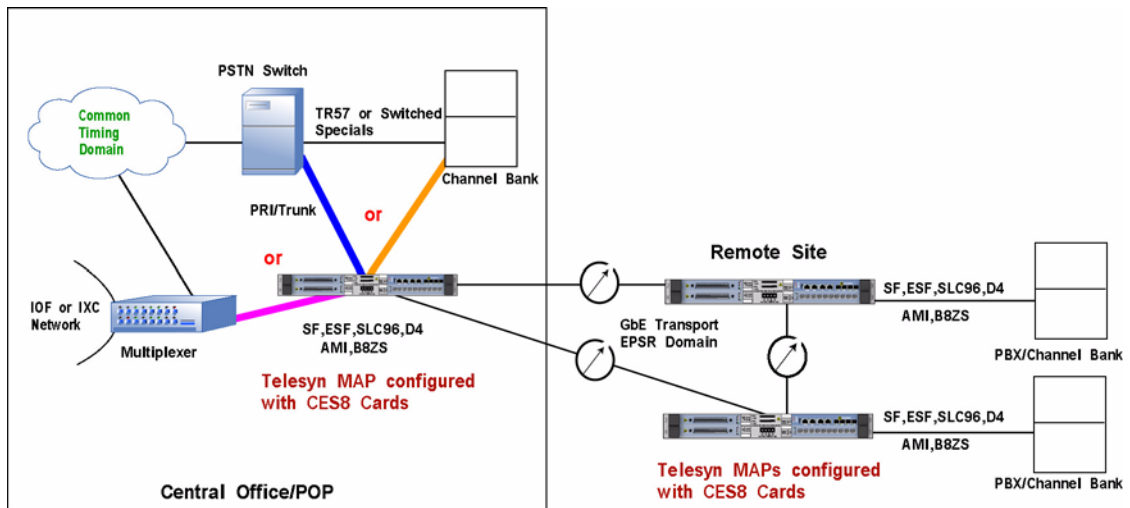 PSTN Switch
Common
Timing
Domain
TR57 or Switched
Specials
Channel Bank
PRI/Trunk
or
or
IOF or IXC
Network
Multiplexer
SF,ESF,SLC96,D4
AMI,B8ZS
Telesyn MAP configured
with CES8 Cards
Central Office/POP
Remote Site
GbE Transport
EPSR Domain
SF,ESF,SLC96,D4
AMI,B8ZS
PBX/Channel Bank
SF,ESF,SLC96,D4
AMI,B8ZS
PBX/Channel Bank
Telesyn MAPs configured
with CES8 Cards